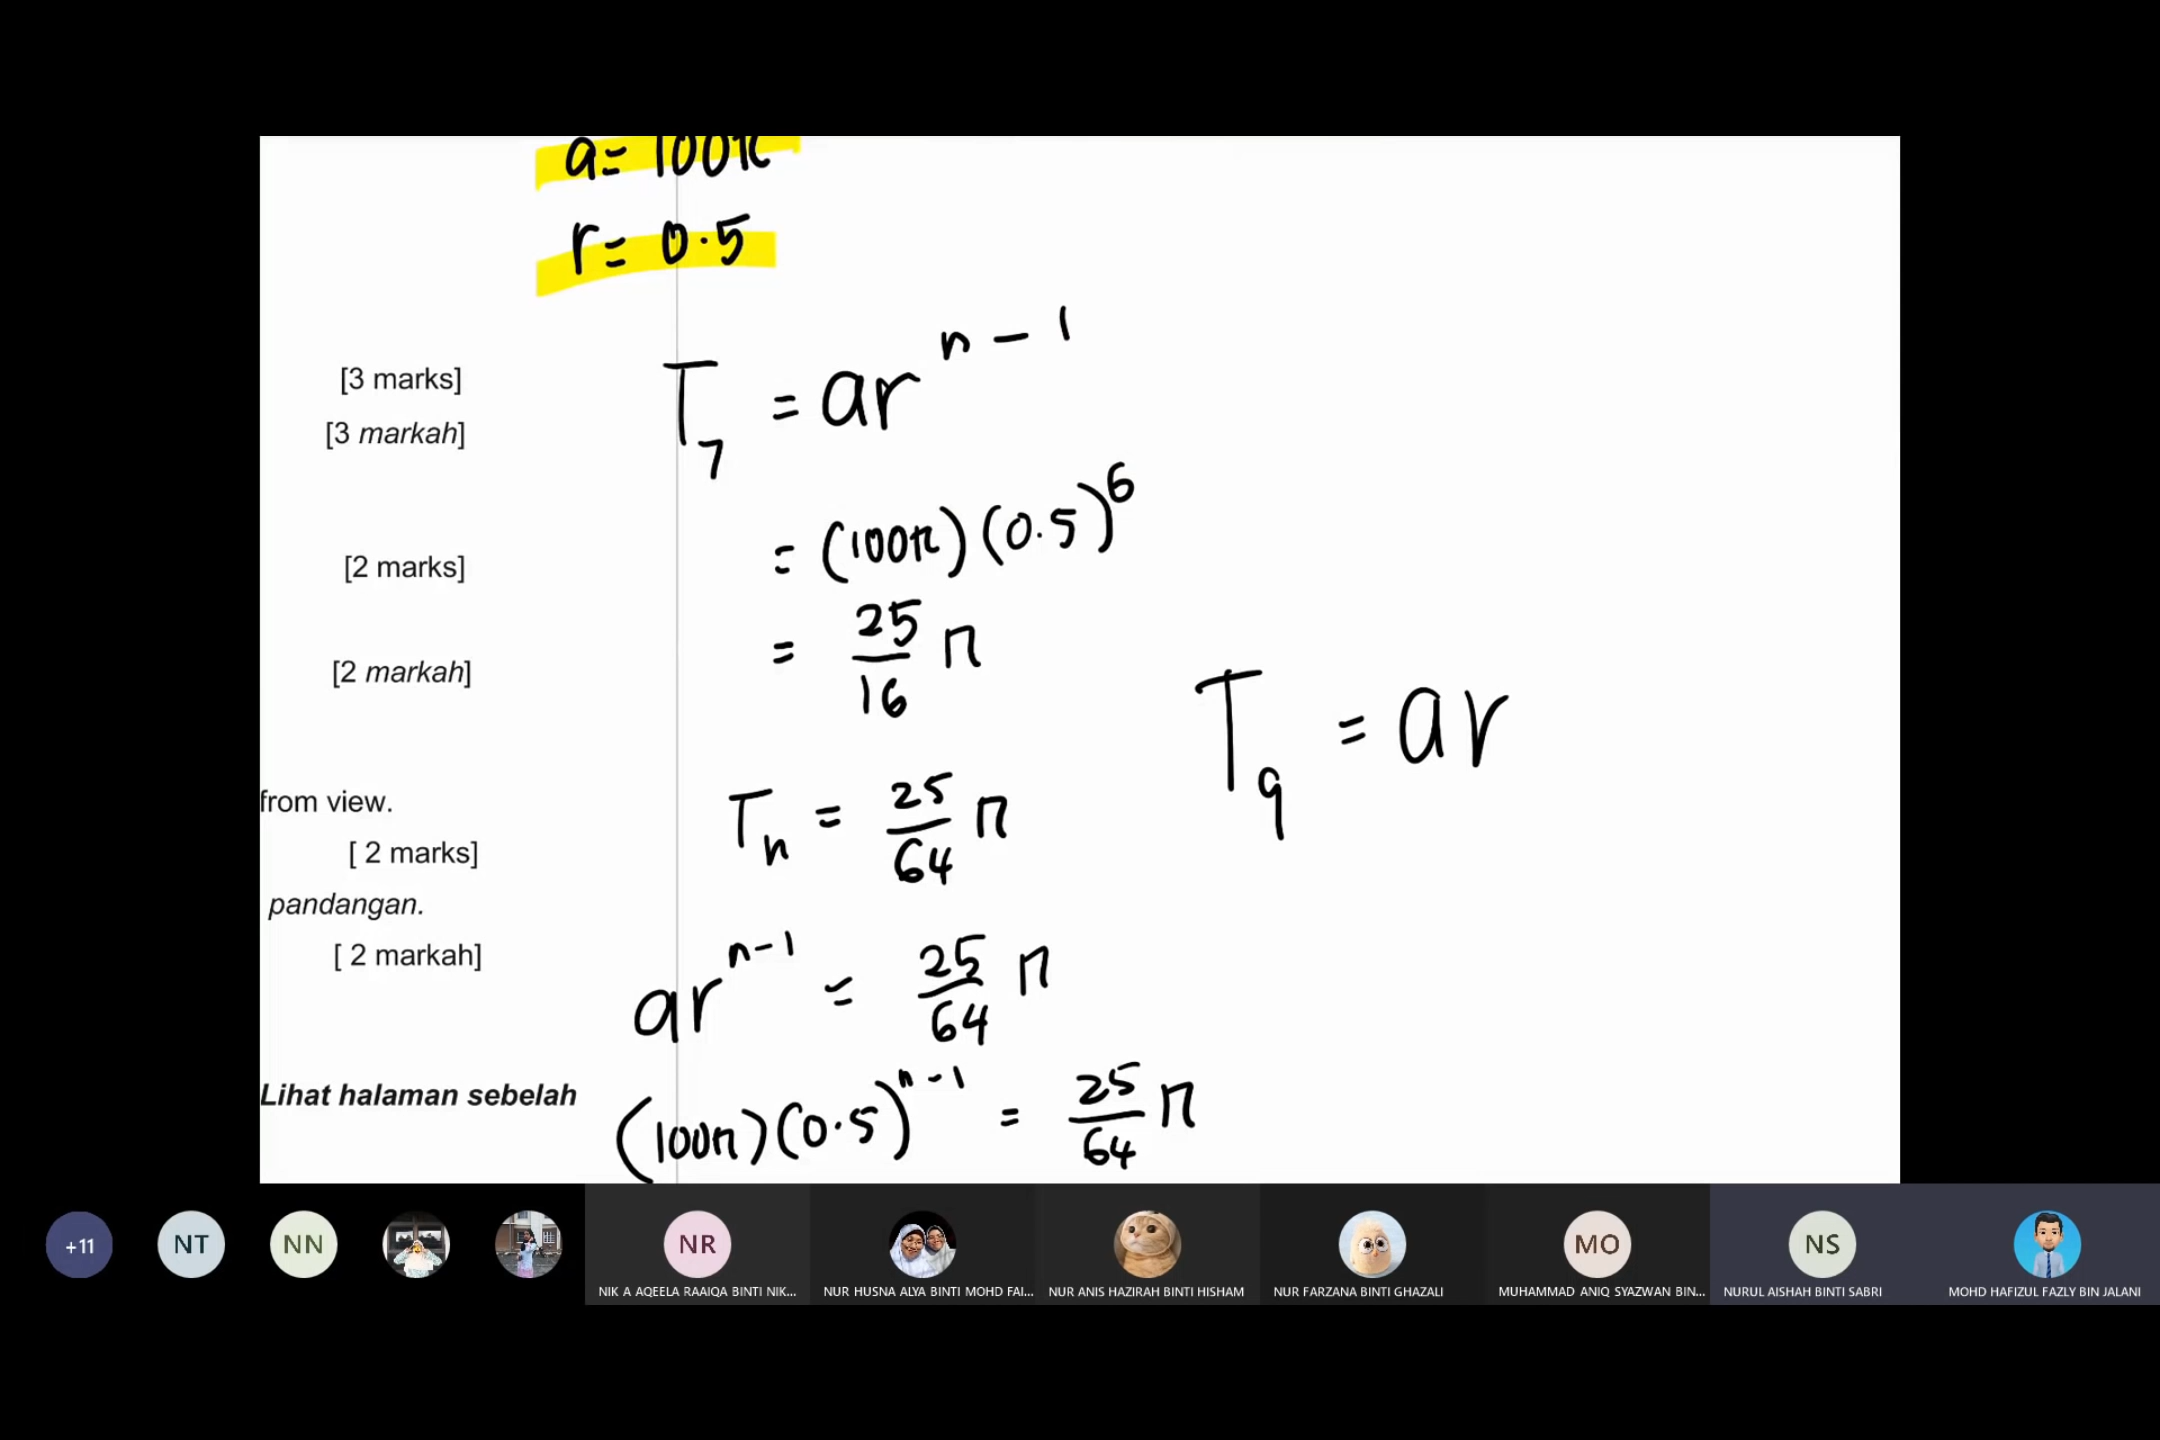 a = 100π
r = 0.5
[3 marks]
[3 markah]
T₇ = arⁿ⁻¹
= (100π)(0.5)⁶
[2 marks]
= 25/16 π
[2 markah]
T₉ = ar
from view.
Tₙ = 25/64 π
[ 2 marks]
pandangan.
[ 2 markah]
arⁿ⁻¹ = 25/64 π
Lihat halaman sebelah
(100π)(0.5)ⁿ⁻¹ = 25/64 π
+11
NT
NN
NR
MO
NS
NIK A AQEELA RAAIQA BINTI NIK...
NUR HUSNA ALYA BINTI MOHD FAI...
NUR ANIS HAZIRAH BINTI HISHAM
NUR FARZANA BINTI GHAZALI
MUHAMMAD ANIQ SYAZWAN BIN...
NURUL AISHAH BINTI SABRI
MOHD HAFIZUL FAZLY BIN JALANI